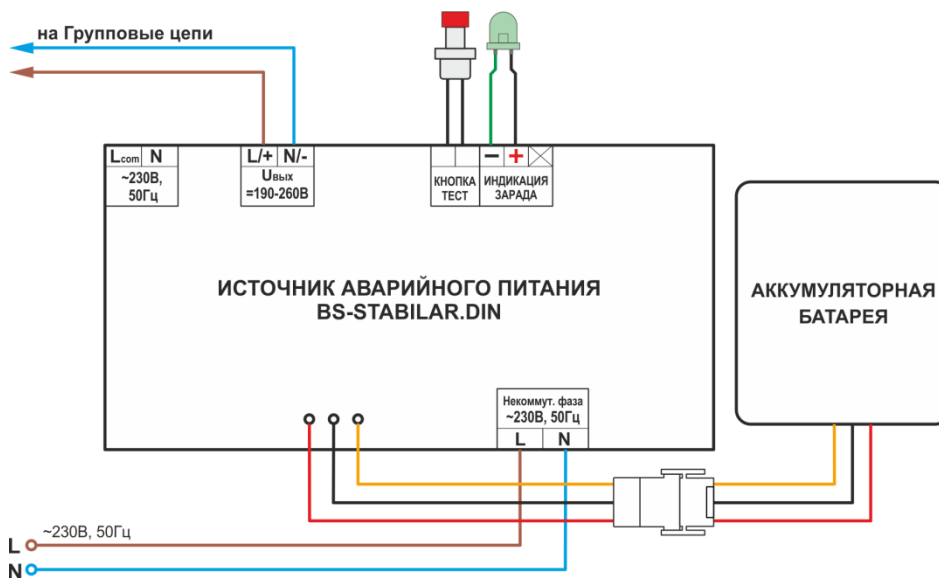 на Групповые цепи
Lcom N
~230В,
50Гц
L/+ N/-
Uвых
=190-260В
КНОПКА
ТЕСТ
− +
ИНДИКАЦИЯ
ЗАРАДА
ИСТОЧНИК АВАРИЙНОГО ПИТАНИЯ
BS-STABILAR.DIN
АККУМУЛЯТОРНАЯ
БАТАРЕЯ
Некоммут. фаза
~230В, 50Гц
L N
~230В, 50Гц
L
N